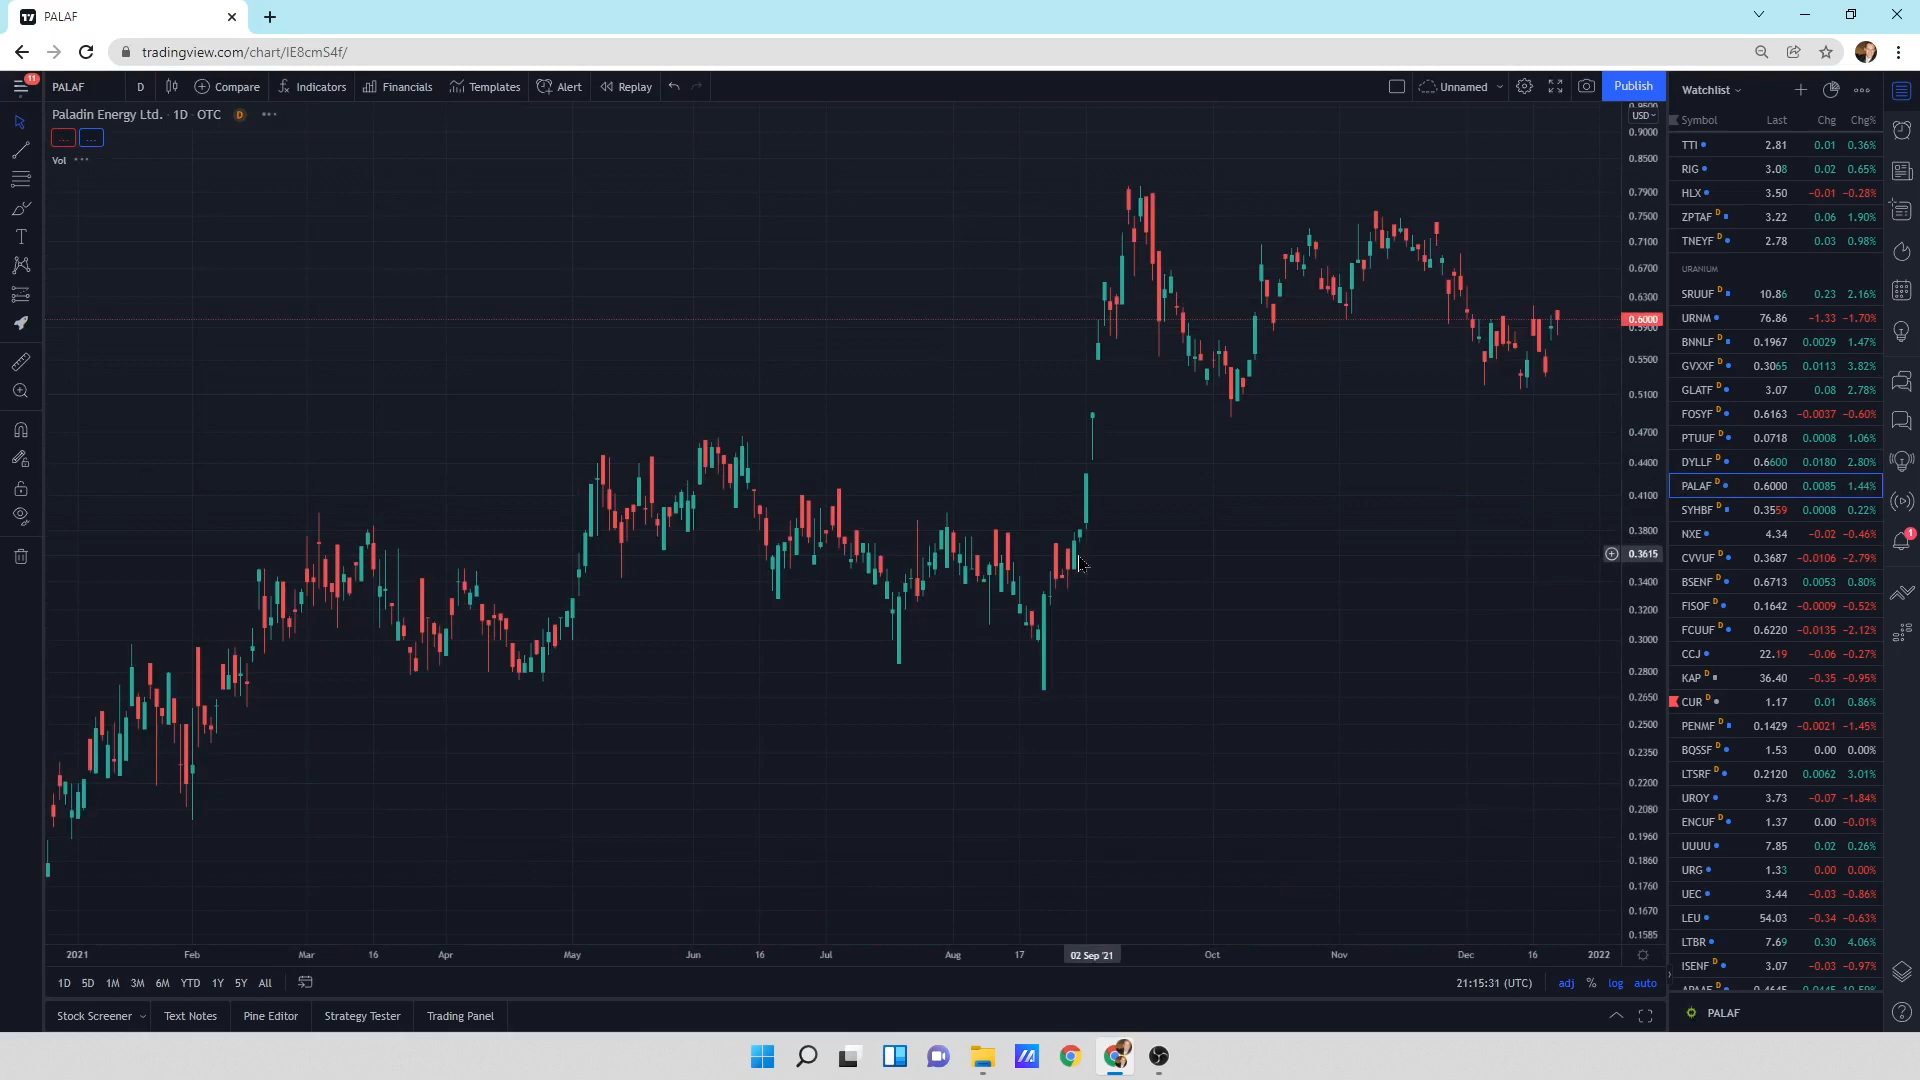 PALAF
tradingview.com/chart/IE8cmS4f/
11
PALAF D Compare Indicators Financials Templates Alert Replay Unnamed Publish
Paladin Energy Ltd. · 1D · OTC D
Vol
USD
0.9000
0.8500
0.7900
0.7500
0.7100
0.6700
0.6300
0.6000
0.5900
0.5500
0.5100
0.4700
0.4400
0.4100
0.3800
0.3615
0.3400
0.3200
0.3000
0.2800
0.2650
0.2500
0.2350
0.2200
0.2080
0.1960
0.1860
0.1760
0.1670
0.1585
2021 Feb Mar 16 Apr May Jun 16 Jul Aug 17 02 Sep '21 Oct Nov Dec 16 2022
1D 5D 1M 3M 6M YTD 1Y 5Y All 21:15:31 (UTC) adj % log auto
Stock Screener Text Notes Pine Editor Strategy Tester Trading Panel
Watchlist
Symbol Last Chg Chg%
TTI 2.81 0.01 0.36%
RIG 3.08 0.02 0.65%
HLX 3.50 −0.01 −0.28%
ZPTAF D 3.22 0.06 1.90%
TNEYF D 2.78 0.03 0.98%
URANIUM
SRUUF D 10.86 0.23 2.16%
URNM 76.86 −1.33 −1.70%
BNNLF D 0.1967 0.0029 1.47%
GVXXF D 0.3065 0.0113 3.82%
GLATF D 3.07 0.08 2.78%
FOSYF D 0.6163 −0.0037 −0.60%
PTUUF D 0.0718 0.0008 1.06%
DYLLF D 0.6600 0.0180 2.80%
PALAF D 0.6000 0.0085 1.44%
SYHBF D 0.3559 0.0008 0.22%
NXE 4.34 −0.02 −0.46%
CVVUF D 0.3687 −0.0106 −2.79%
BSENF D 0.6713 0.0053 0.80%
FISOF D 0.1642 −0.0009 −0.52%
FCUUF D 0.6220 −0.0135 −2.12%
CCJ 22.19 −0.06 −0.27%
KAP D 36.40 −0.35 −0.95%
CUR D 1.17 0.01 0.86%
PENMF D 0.1429 −0.0021 −1.45%
BQSSF D 1.53 0.00 0.00%
LTSRF D 0.2120 0.0062 3.01%
UROY 3.73 −0.07 −1.84%
ENCUF D 1.37 0.00 −0.01%
UUUU 7.85 0.02 0.26%
URG 1.33 0.00 0.00%
UEC 3.44 −0.03 −0.86%
LEU 54.03 −0.34 −0.63%
LTBR 7.69 0.30 4.06%
ISENF D 3.07 −0.03 −0.97%
PALAF
1